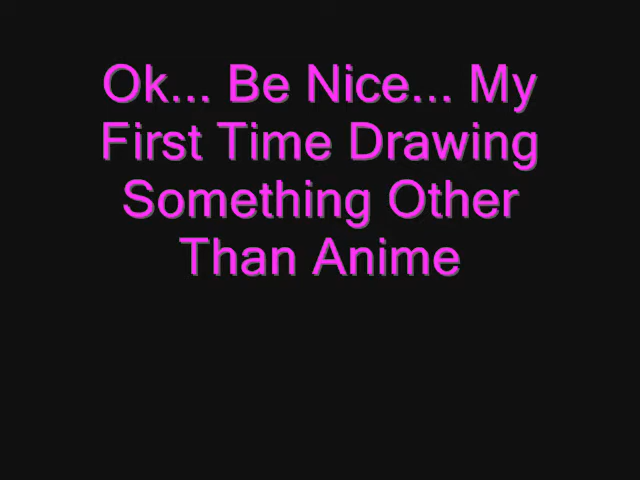 Ok... Be Nice... My
First Time Drawing
Something Other
Than Anime